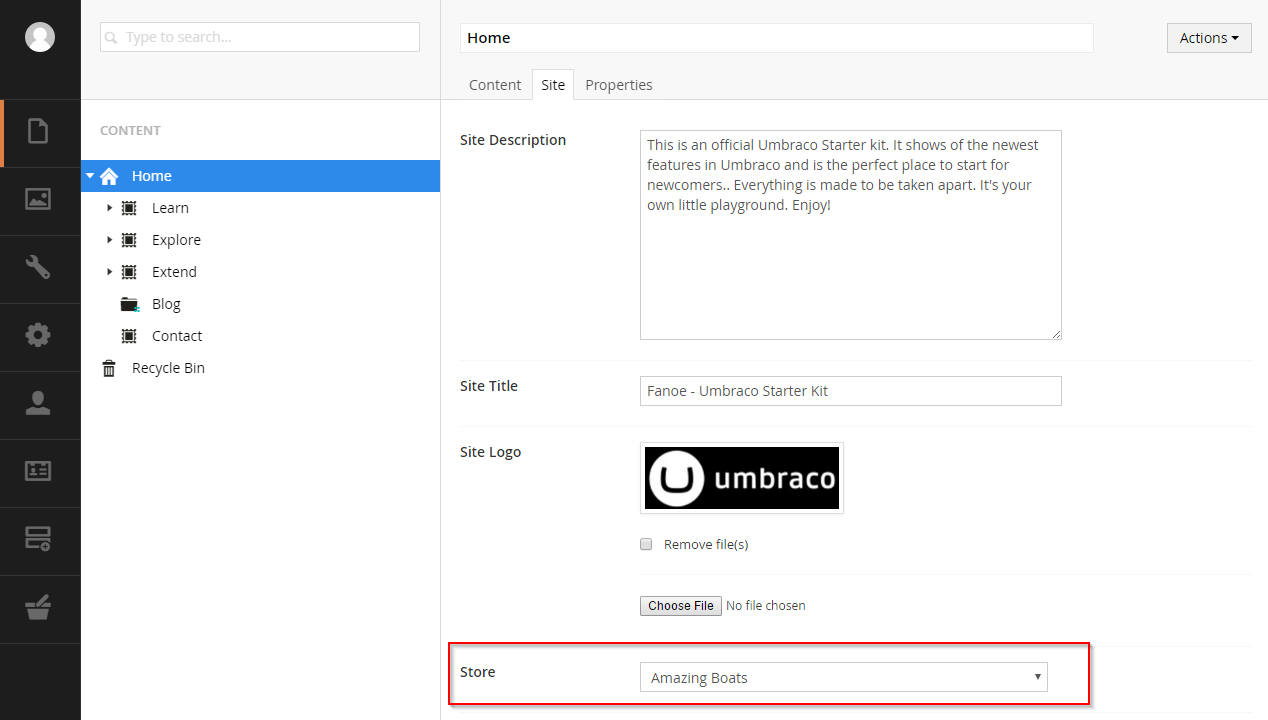 Type to search...
Home
Actions
Content Site Properties
CONTENT
Home
Learn
Explore
Extend
Blog
Contact
Recycle Bin
Site Description
This is an official Umbraco Starter kit. It shows of the newest
features in Umbraco and is the perfect place to start for
newcomers.. Everything is made to be taken apart. It's your
own little playground. Enjoy!
Site Title
Fanoe - Umbraco Starter Kit
Site Logo
umbraco
Remove file(s)
Choose File No file chosen
Store
Amazing Boats